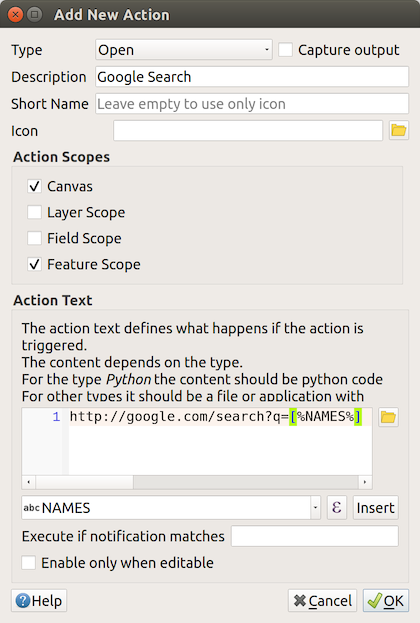 Add New Action
Type Open Capture output
Description Google Search
Short Name Leave empty to use only icon
Icon
Action Scopes
Canvas
Layer Scope
Field Scope
Feature Scope
Action Text
The action text defines what happens if the action is
triggered.
The content depends on the type.
For the type Python the content should be python code
For other types it should be a file or application with
1 http://google.com/search?q=[%NAMES%]
abc NAMES ε Insert
Execute if notification matches
Enable only when editable
Help Cancel OK